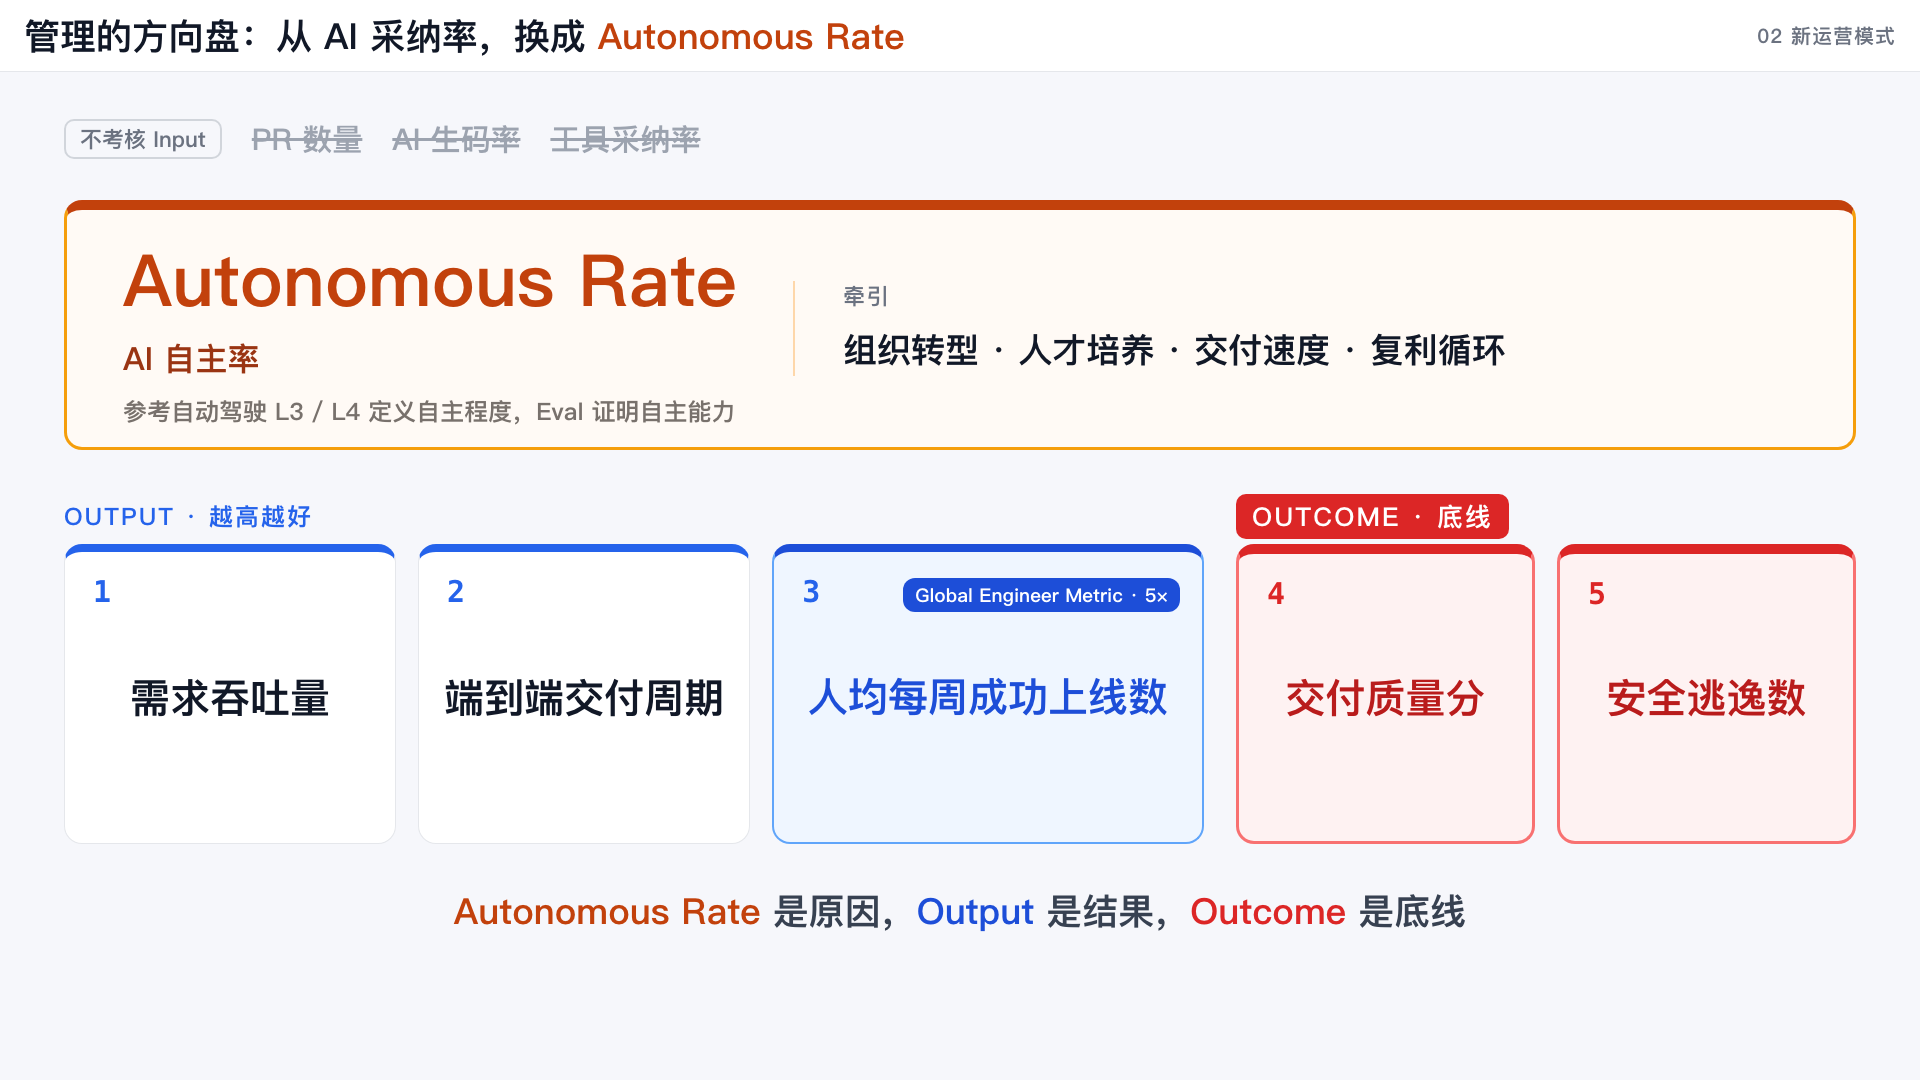 管理的方向盘：从 AI 采纳率，换成 Autonomous Rate
02 新运营模式
不考核 Input PR 数量 AI 生码率 工具采纳率
Autonomous Rate
AI 自主率
参考自动驾驶 L3 / L4 定义自主程度，Eval 证明自主能力
牵引
组织转型 · 人才培养 · 交付速度 · 复利循环
OUTPUT · 越高越好
1
需求吞吐量
2
端到端交付周期
3
Global Engineer Metric · 5×
人均每周成功上线数
OUTCOME · 底线
4
交付质量分
5
安全逃逸数
Autonomous Rate 是原因，Output 是结果，Outcome 是底线